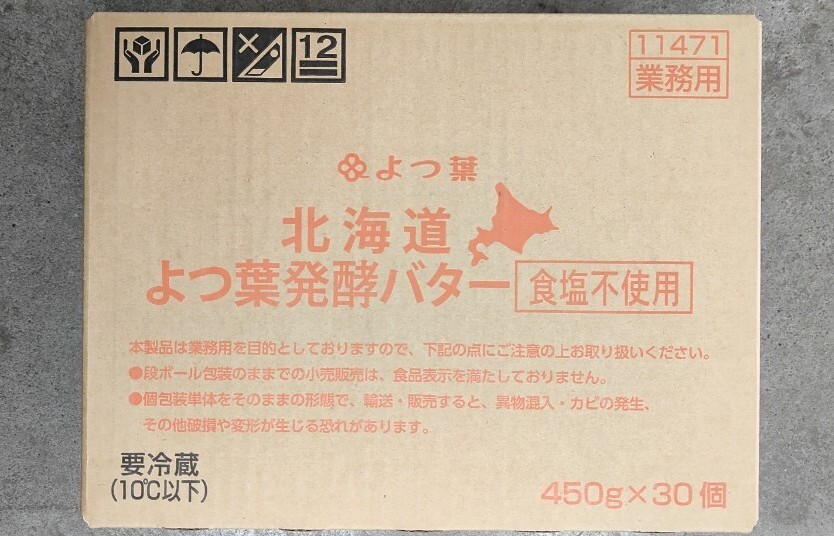 12
11471
業務用
よつ葉
北海道
よつ葉発酵バター 食塩不使用
本製品は業務用を目的としておりますので、下記の点にご注意の上お取り扱いください。
●段ボール包装のままでの小売販売は、食品表示を満たしておりません。
●個包装単体をそのままの形態で、輸送・販売すると、異物混入・カビの発生、
その他破損や変形が生じる恐れがあります。
要冷蔵
(10℃以下)
450g×30個